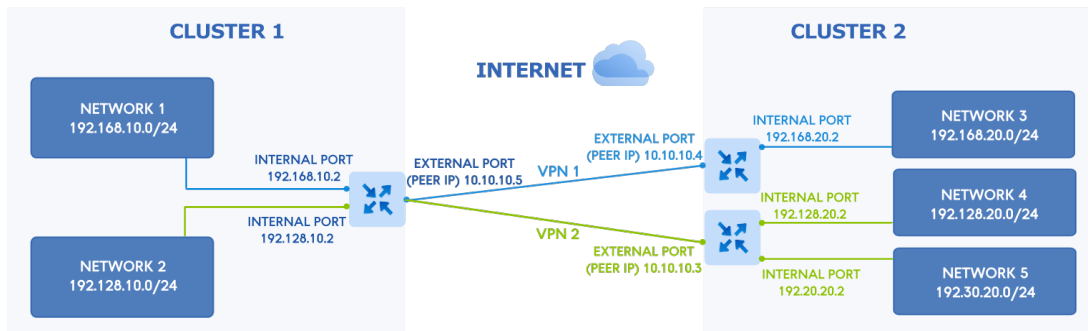 CLUSTER 1
CLUSTER 2
INTERNET
NETWORK 1
192.168.10.0/24
INTERNAL PORT
192.168.10.2
INTERNAL PORT
192.128.10.2
NETWORK 2
192.128.10.0/24
EXTERNAL PORT
(PEER IP) 10.10.10.5
VPN 1
VPN 2
EXTERNAL PORT
(PEER IP) 10.10.10.4
EXTERNAL PORT
(PEER IP) 10.10.10.3
INTERNAL PORT
192.168.20.2
NETWORK 3
192.168.20.0/24
INTERNAL PORT
192.128.20.2
NETWORK 4
192.128.20.0/24
INTERNAL PORT
192.20.20.2
NETWORK 5
192.30.20.0/24